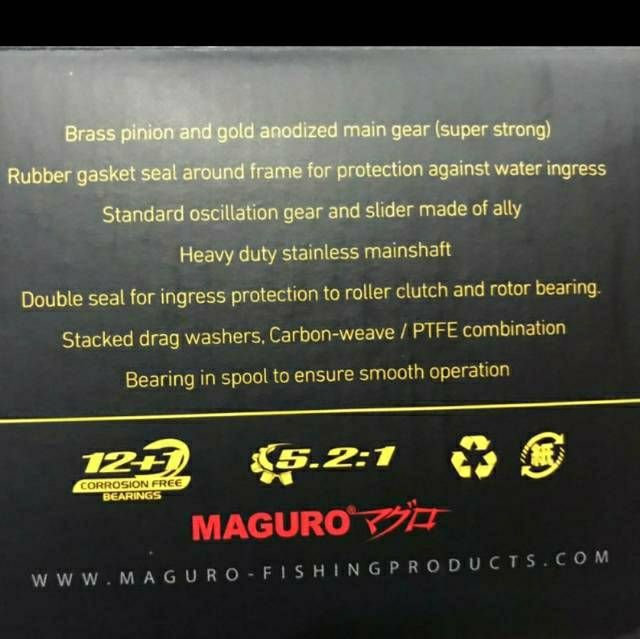 Brass pinion and gold anodized main gear (super strong)
Rubber gasket seal around frame for protection against water ingress
Standard oscillation gear and slider made of ally
Heavy duty stainless mainshaft
Double seal for ingress protection to roller clutch and rotor bearing.
Stacked drag washers, Carbon-weave / PTFE combination
Bearing in spool to ensure smooth operation
12+1
CORROSION FREE
BEARINGS
5.2:1
紙
MAGURO® マグロ
WWW.MAGURO-FISHINGPRODUCTS.COM